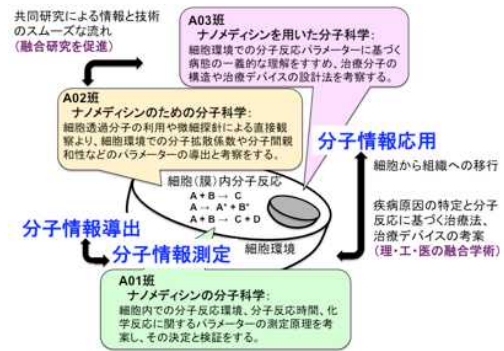 共同研究による情報と技術
のスムーズな流れ
(融合研究を促進)
A03班
ナノメディシンを用いた分子科学：
細胞環境での分子反応パラメーターに基づく
病態の一義的な理解をすすめ、治療分子の
構造や治療デバイスの設計法を考察する。
A02班
ナノメディシンのための分子科学：
細胞透過分子の利用や微細探針による直接観
察より、細胞環境での分子拡散係数や分子間親
和性などのパラメーターの導出と考察をする。
分子情報応用
細胞から組織への移行
細胞(膜)内分子反応
A + B → C
A → A* + B*
A + B → C + D
疾病原因の特定と分子
反応に基づく治療法、
治療デバイスの考案
(理・工・医の融合学術)
分子情報導出
分子情報測定
細胞環境
A01班
ナノメディシンの分子科学：
細胞内での分子反応環境、分子反応時間、化
学反応に関するパラメーターの測定原理を考
案し、その決定と検証をする。